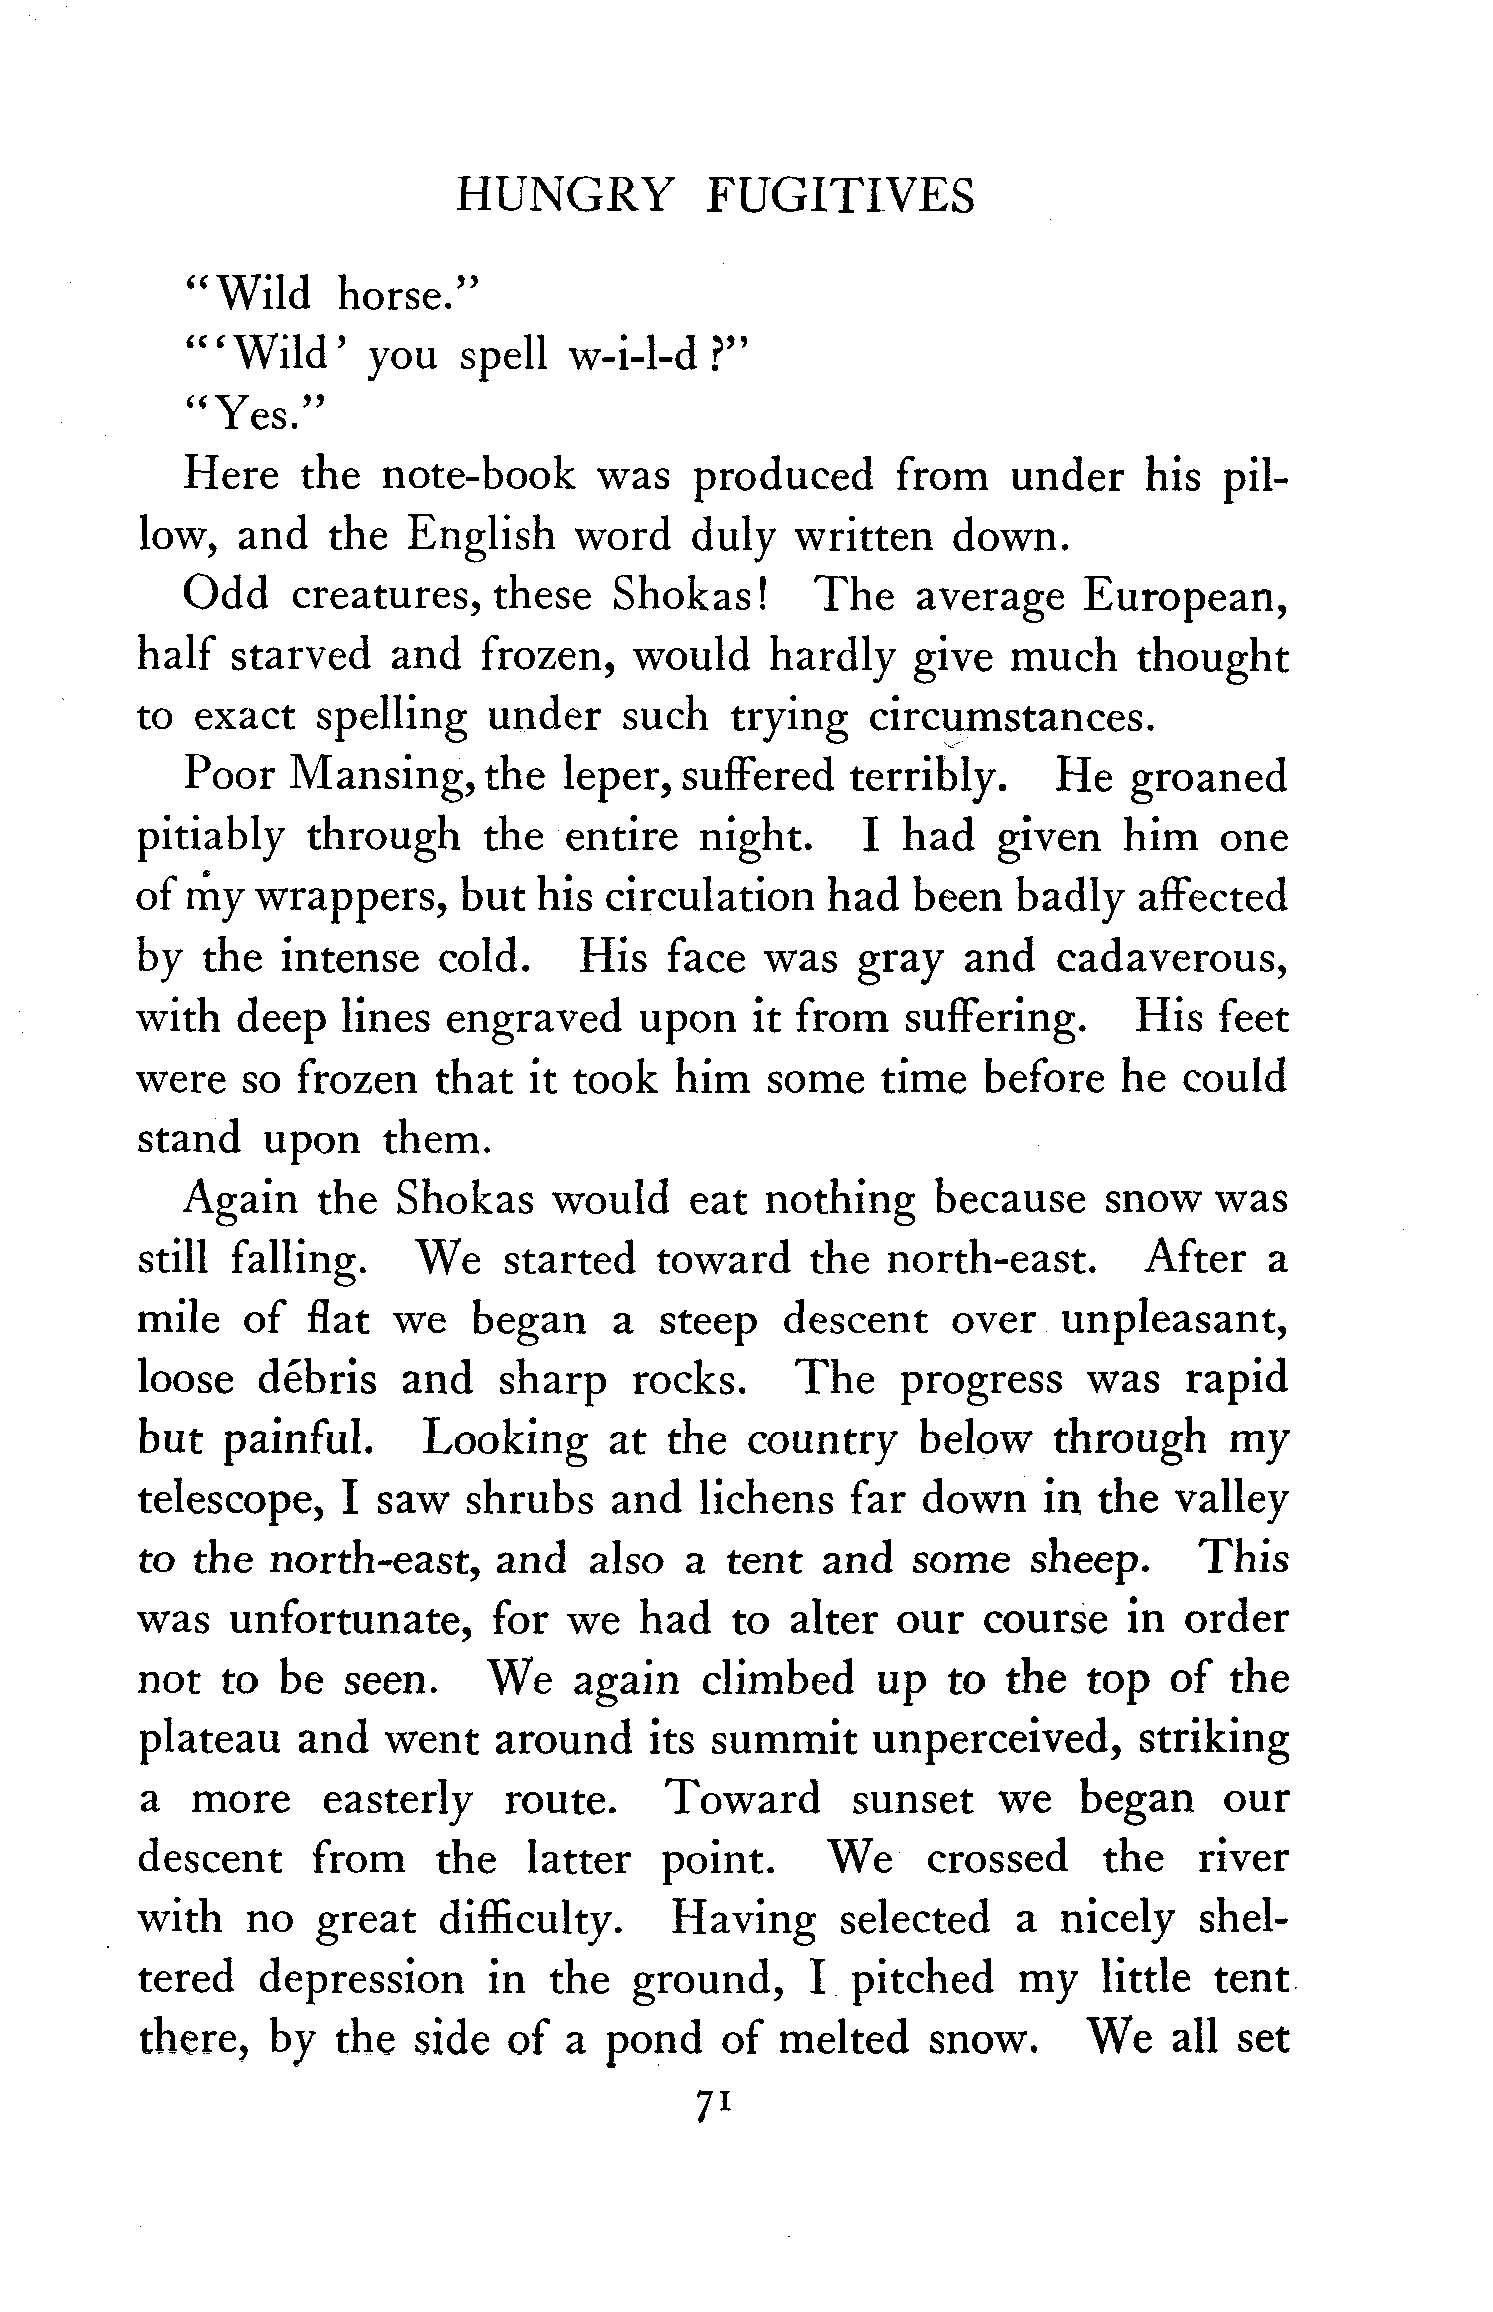 HUNGRY FUGITIVES
“Wild horse.”
“‘Wild’ you spell w-i-l-d?”
“Yes.”
Here the note-book was produced from under his pil-
low, and the English word duly written down.
Odd creatures, these Shokas! The average European,
half starved and frozen, would hardly give much thought
to exact spelling under such trying circumstances.
Poor Mansing, the leper, suffered terribly. He groaned
pitiably through the entire night. I had given him one
of my wrappers, but his circulation had been badly affected
by the intense cold. His face was gray and cadaverous,
with deep lines engraved upon it from suffering. His feet
were so frozen that it took him some time before he could
stand upon them.
Again the Shokas would eat nothing because snow was
still falling. We started toward the north-east. After a
mile of flat we began a steep descent over unpleasant,
loose débris and sharp rocks. The progress was rapid
but painful. Looking at the country below through my
telescope, I saw shrubs and lichens far down in the valley
to the north-east, and also a tent and some sheep. This
was unfortunate, for we had to alter our course in order
not to be seen. We again climbed up to the top of the
plateau and went around its summit unperceived, striking
a more easterly route. Toward sunset we began our
descent from the latter point. We crossed the river
with no great difficulty. Having selected a nicely shel-
tered depression in the ground, I pitched my little tent
there, by the side of a pond of melted snow. We all set
71